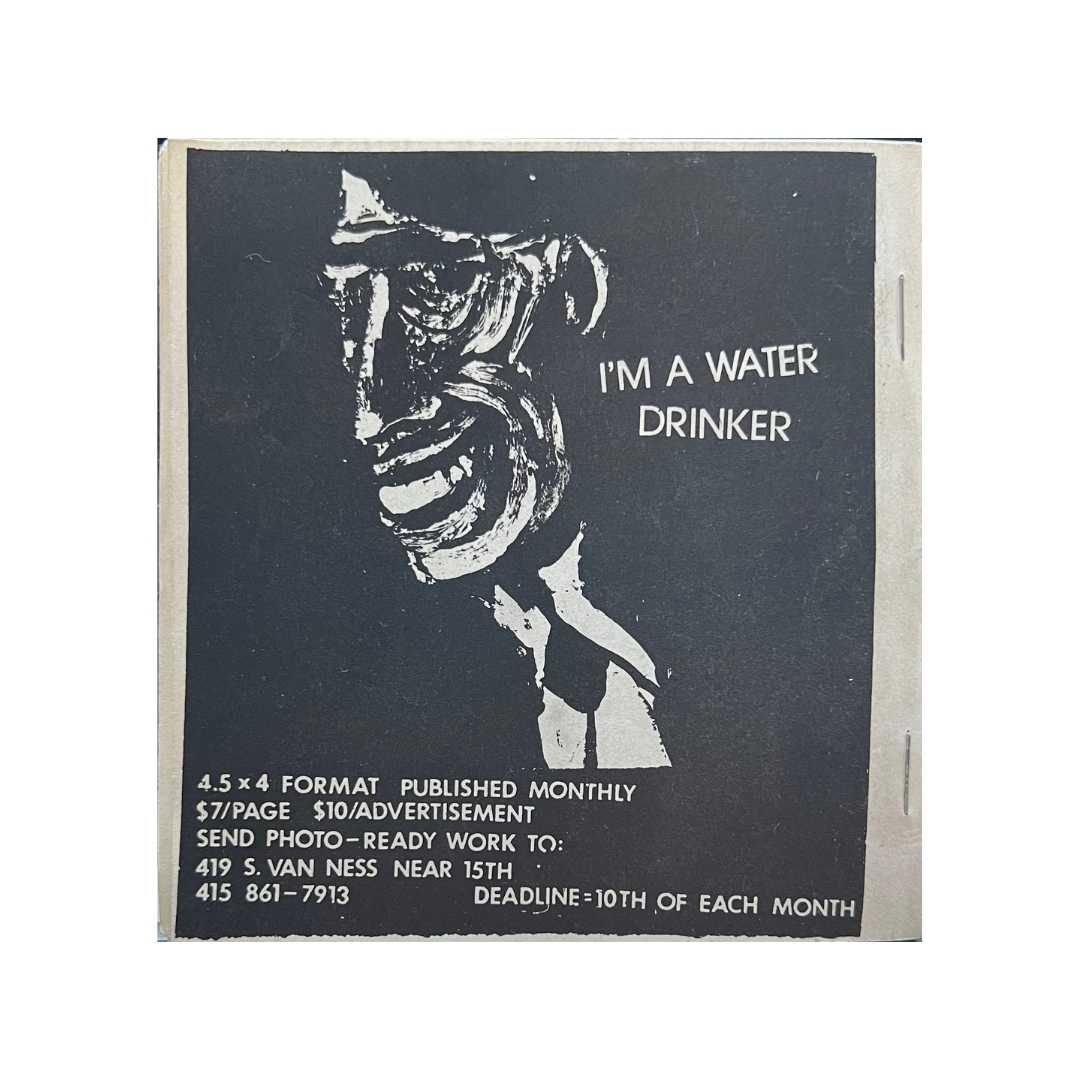 I'M A WATER
DRINKER
4.5 x 4 FORMAT PUBLISHED MONTHLY
$7/PAGE $10/ADVERTISEMENT
SEND PHOTO-READY WORK TO:
419 S. VAN NESS NEAR 15TH
415 861-7913 DEADLINE=10TH OF EACH MONTH